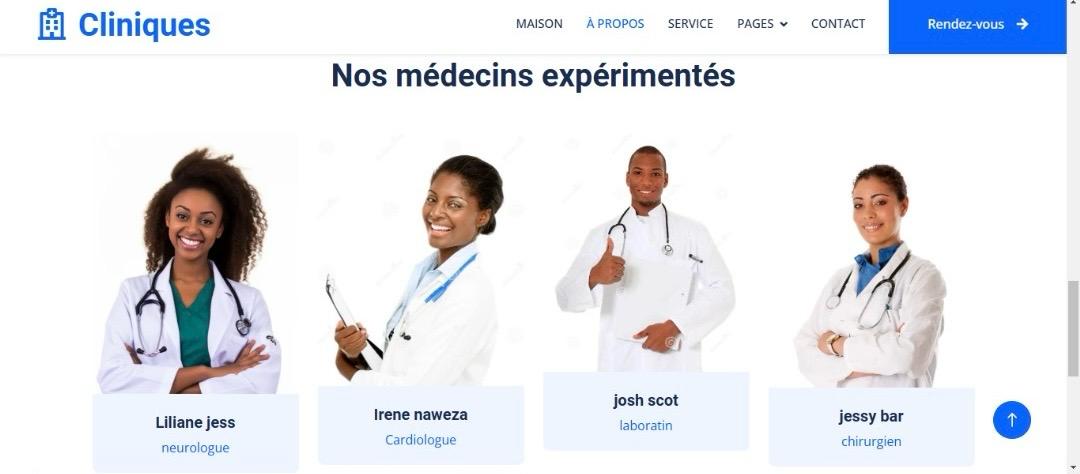 Cliniques
MAISON À PROPOS SERVICE PAGES CONTACT Rendez-vous
Nos médecins expérimentés
Liliane jess
neurologue
Irene naweza
Cardiologue
josh scot
laboratin
jessy bar
chirurgien